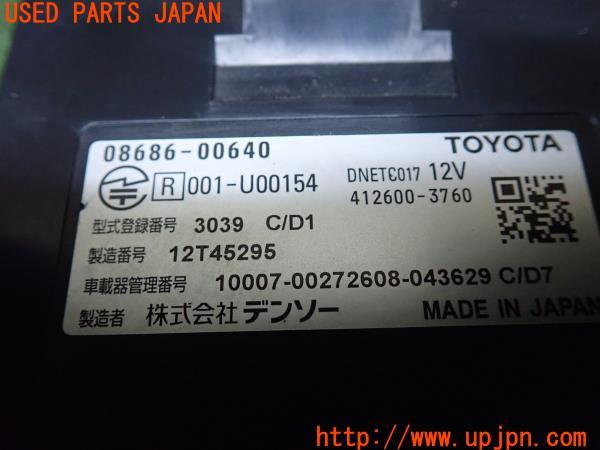 USED PARTS JAPAN
08686-00640
TOYOTA
R 001-U00154
DNETC017 12V
412600-3760
型式登録番号 3039 C/D1
製造番号 12T45295
車載器管理番号 10007-00272608-043629 C/D7
製造者 株式会社 デンソー
MADE IN JAPAN
UPJ
http://www.upjpn.com/